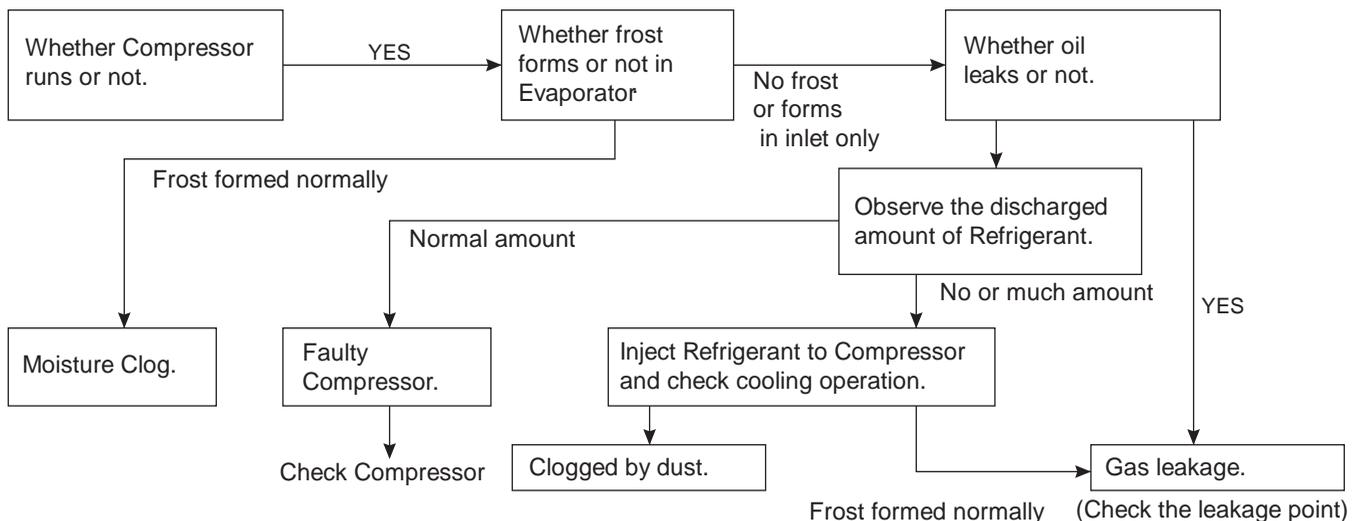 Whether Compressor
runs or not.
YES
Whether frost
forms or not in
Evaporator.
No frost
or forms
in inlet only
Whether oil
leaks or not.
Frost formed normally
Observe the discharged
amount of Refrigerant.
Normal amount
No or much amount
YES
Moisture Clog.
Faulty
Compressor.
Inject Refrigerant to Compressor
and check cooling operation.
Check Compressor
Clogged by dust.
Gas leakage.
Frost formed normally
(Check the leakage point)